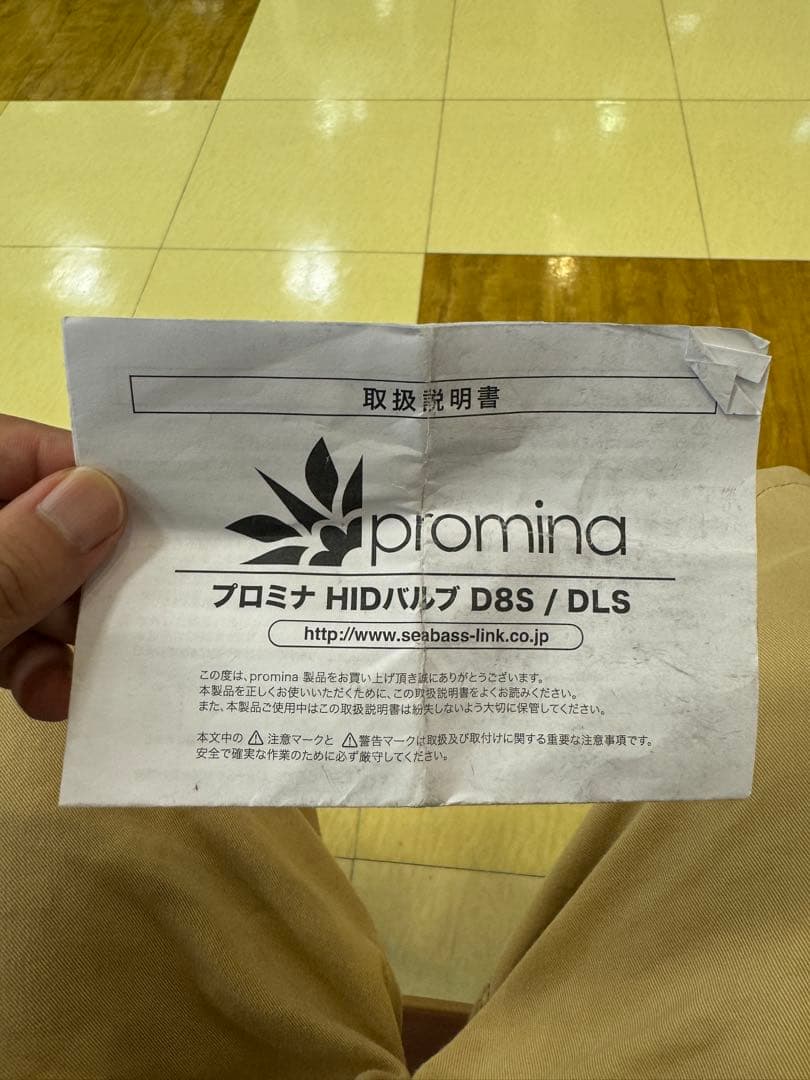 取扱説明書
promina
プロミナ HIDバルブ D8S / DLS
http://www.seabass-link.co.jp
この度は、promina 製品をお買い上げ頂き誠にありがとうございます。
本製品を正しくお使いいただくために、この取扱説明書をよくお読みください。
また、本製品ご使用中はこの取扱説明書は紛失しないよう大切に保管してください。
本文中の ⚠ 注意マークと ⚠警告マークは取扱及び取付けに関する重要な注意事項です。
安全で確実な作業のために必ず厳守してください。